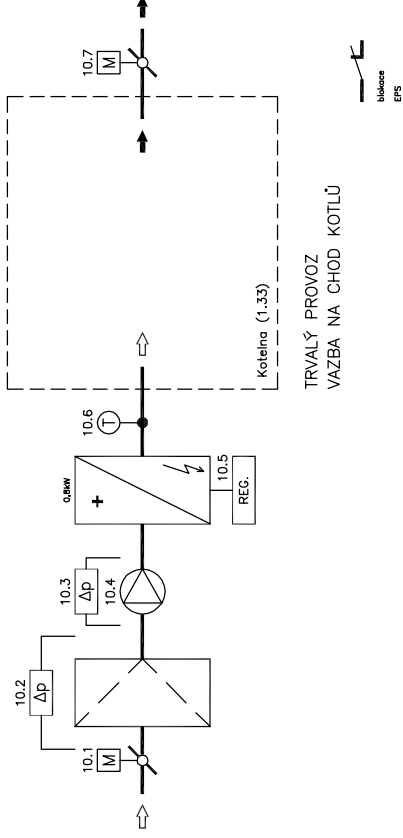 10.1
M
10.2
Δp
10.3
Δp
10.4
0,8kW
+
10.5
REG.
10.6
T
Kotelna (1.33)
10.7
M
TRVALÝ PROVOZ
VAZBA NA CHOD KOTLŮ
blokace
EPS